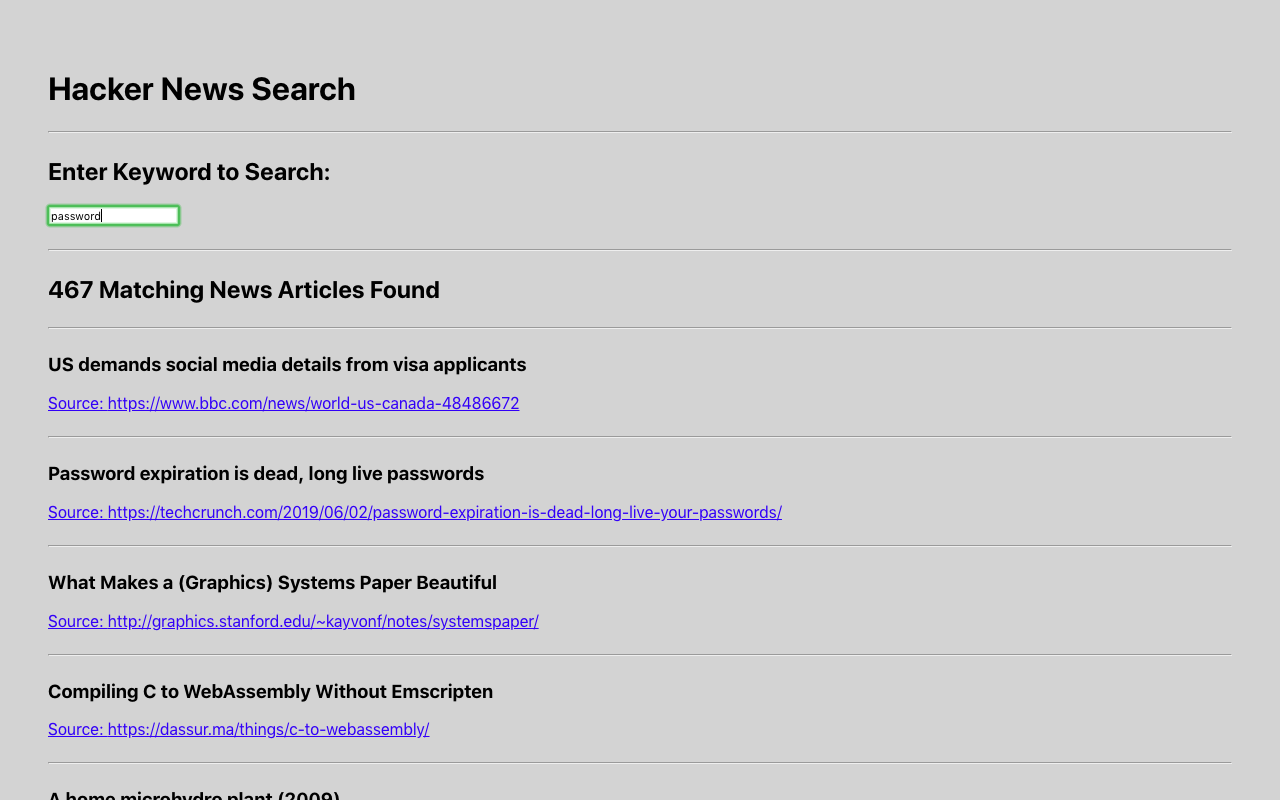 Hacker News Search
Enter Keyword to Search:
password
467 Matching News Articles Found
US demands social media details from visa applicants
Source: https://www.bbc.com/news/world-us-canada-48486672
Password expiration is dead, long live passwords
Source: https://techcrunch.com/2019/06/02/password-expiration-is-dead-long-live-your-passwords/
What Makes a (Graphics) Systems Paper Beautiful
Source: http://graphics.stanford.edu/~kayvonf/notes/systemspaper/
Compiling C to WebAssembly Without Emscripten
Source: https://dassur.ma/things/c-to-webassembly/
A home microhydro plant (2009)